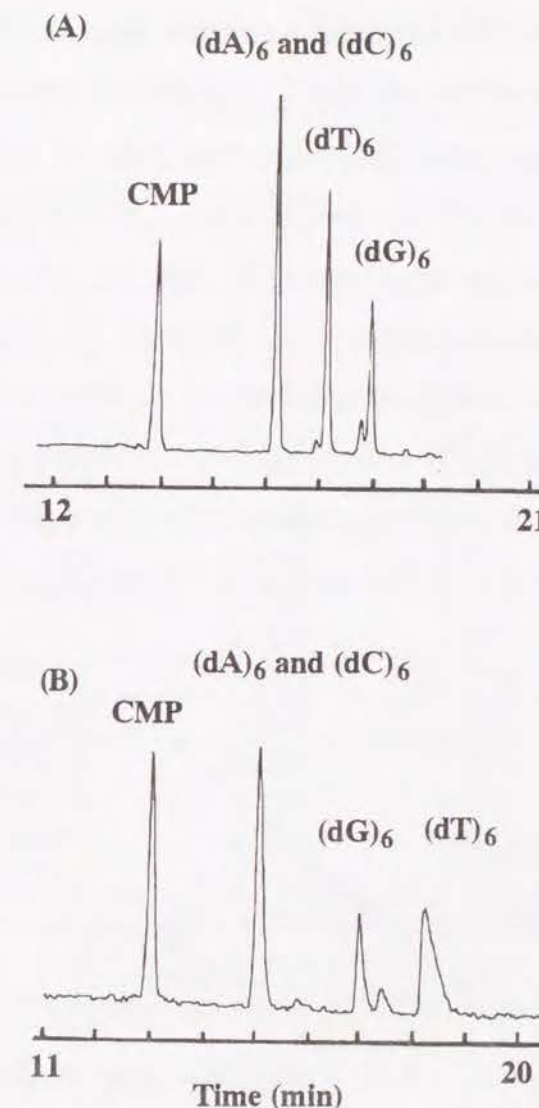 (A)
(dA)6 and (dC)6
(dT)6
CMP
(dG)6
12 21
(B)
(dA)6 and (dC)6
CMP
(dG)6 (dT)6
11 20
Time (min)